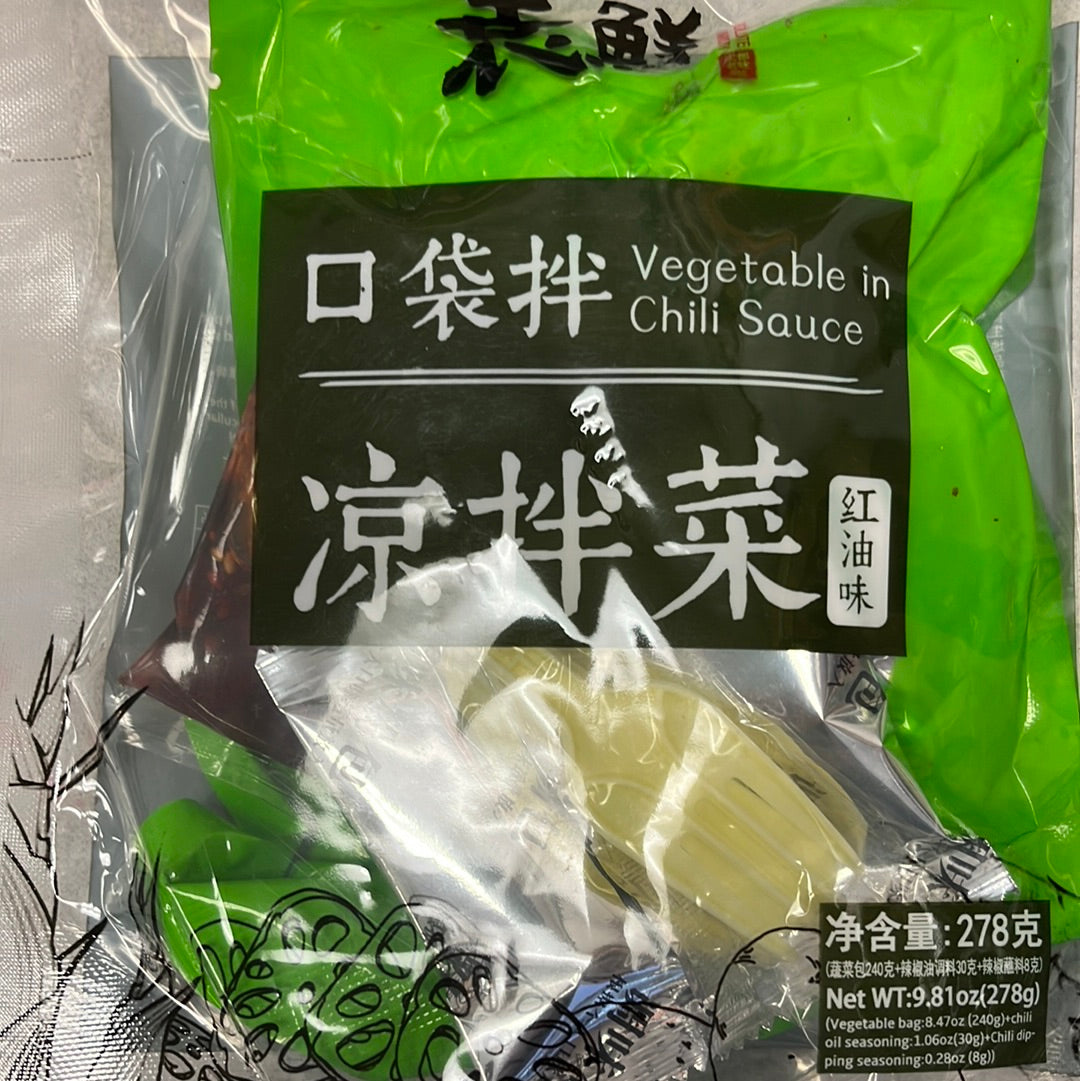 鲜
口袋拌
Vegetable in
Chili Sauce
凉拌菜
红油味
包
净含量:278克
(蔬菜包240克+辣椒油调料30克+辣椒蘸料8克)
Net WT:9.81oz(278g)
(Vegetable bag:8.47oz (240g)+chili
oil seasoning:1.06oz(30g)+Chili dip-
ping seasoning:0.28oz (8g))